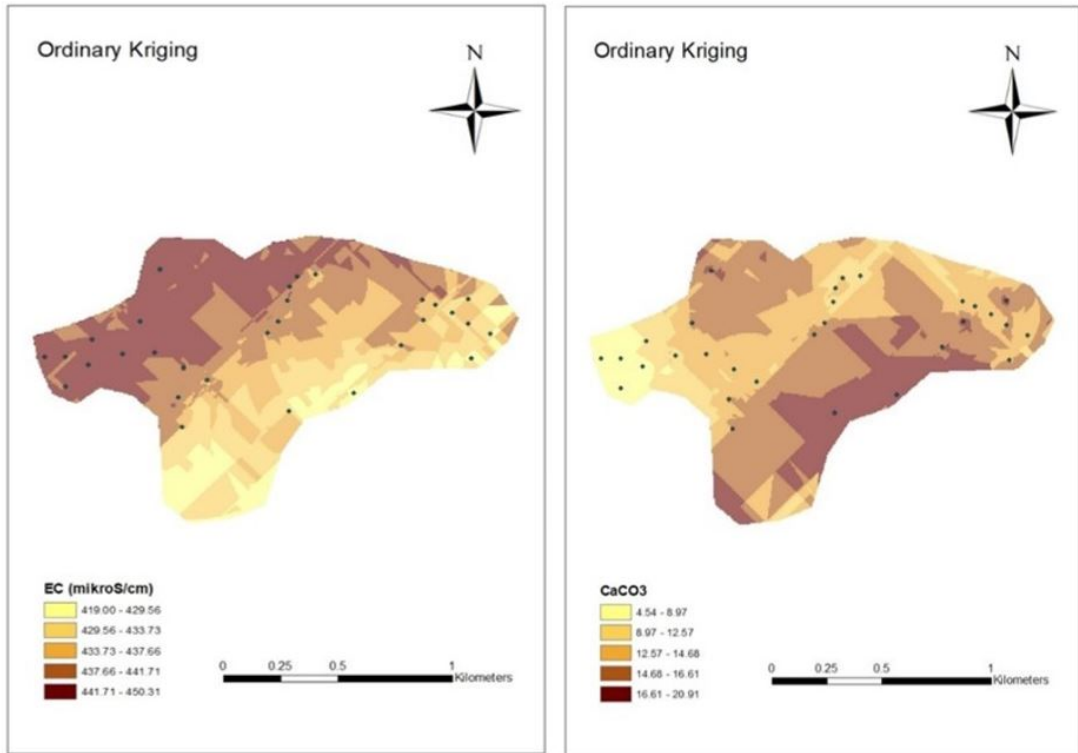 Ordinary Kriging
N
EC (mikroS/cm)
419.00 - 429.56
429.56 - 433.73
433.73 - 437.66
437.66 - 441.71
441.71 - 450.31
0 0.25 0.5 1
Kilometers
Ordinary Kriging
N
CaCO3
4.54 - 8.97
8.97 - 12.57
12.57 - 14.68
14.68 - 16.61
16.61 - 20.91
0 0.25 0.5 1
Kilometers